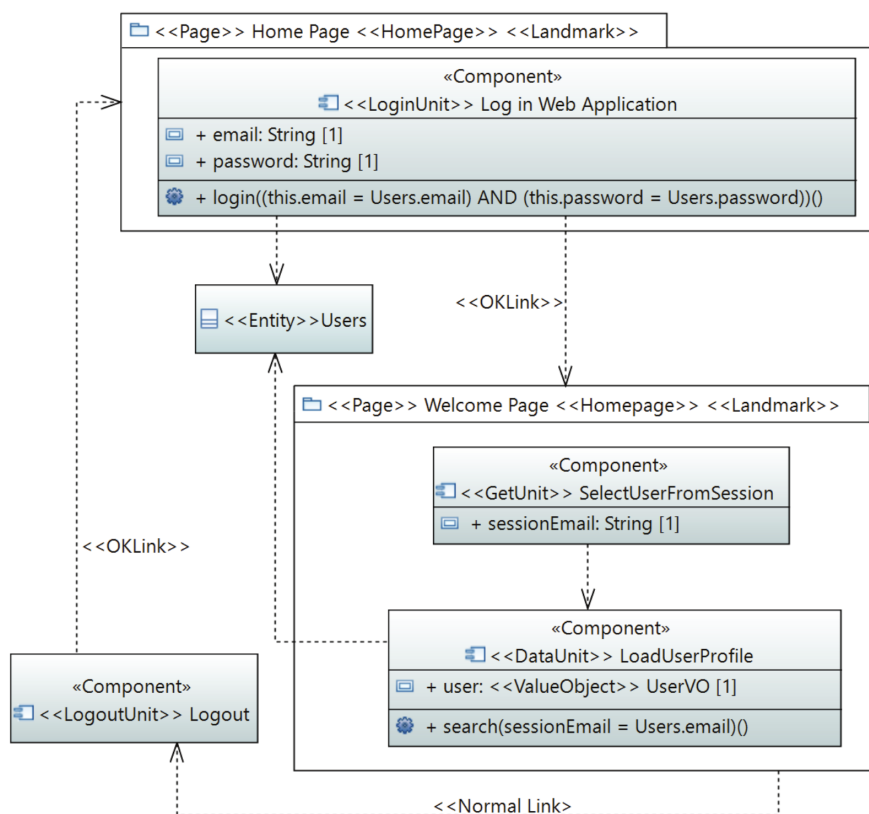 <<Page>> Home Page <<HomePage>> <<Landmark>>
«Component»
<<LoginUnit>> Log in Web Application
+ email: String [1]
+ password: String [1]
+ login((this.email = Users.email) AND (this.password = Users.password))()
<<OKLink>>
<<Entity>>Users
<<Page>> Welcome Page <<Homepage>> <<Landmark>>
«Component»
<<GetUnit>> SelectUserFromSession
+ sessionEmail: String [1]
<<OKLink>>
«Component»
<<DataUnit>> LoadUserProfile
+ user: <<ValueObject>> UserVO [1]
+ search(sessionEmail = Users.email)()
«Component»
<<LogoutUnit>> Logout
<<Normal Link>